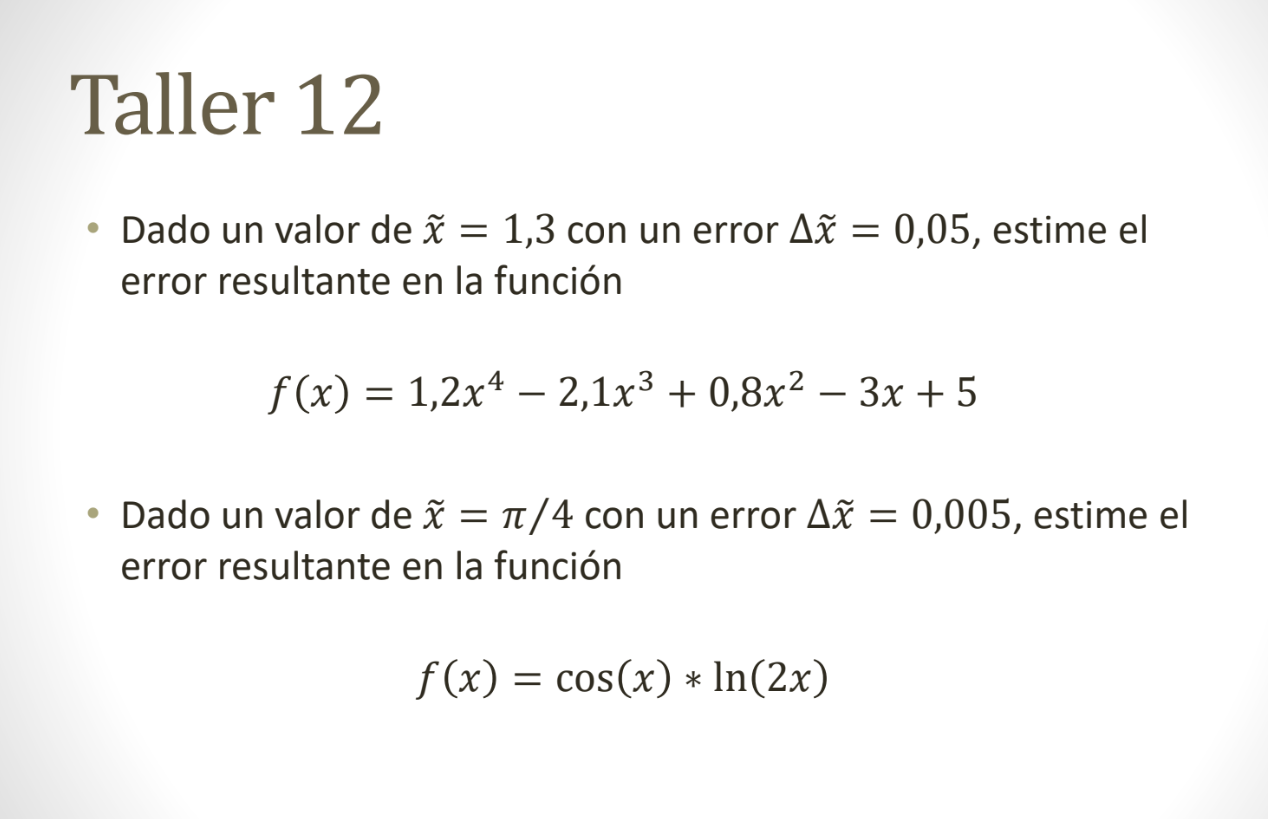 Taller 12
• Dado un valor de x̃ = 1,3 con un error Δx̃ = 0,05, estime el
error resultante en la función
f(x) = 1,2x⁴ − 2,1x³ + 0,8x² − 3x + 5
• Dado un valor de x̃ = π/4 con un error Δx̃ = 0,005, estime el
error resultante en la función
f(x) = cos(x) ∗ ln(2x)